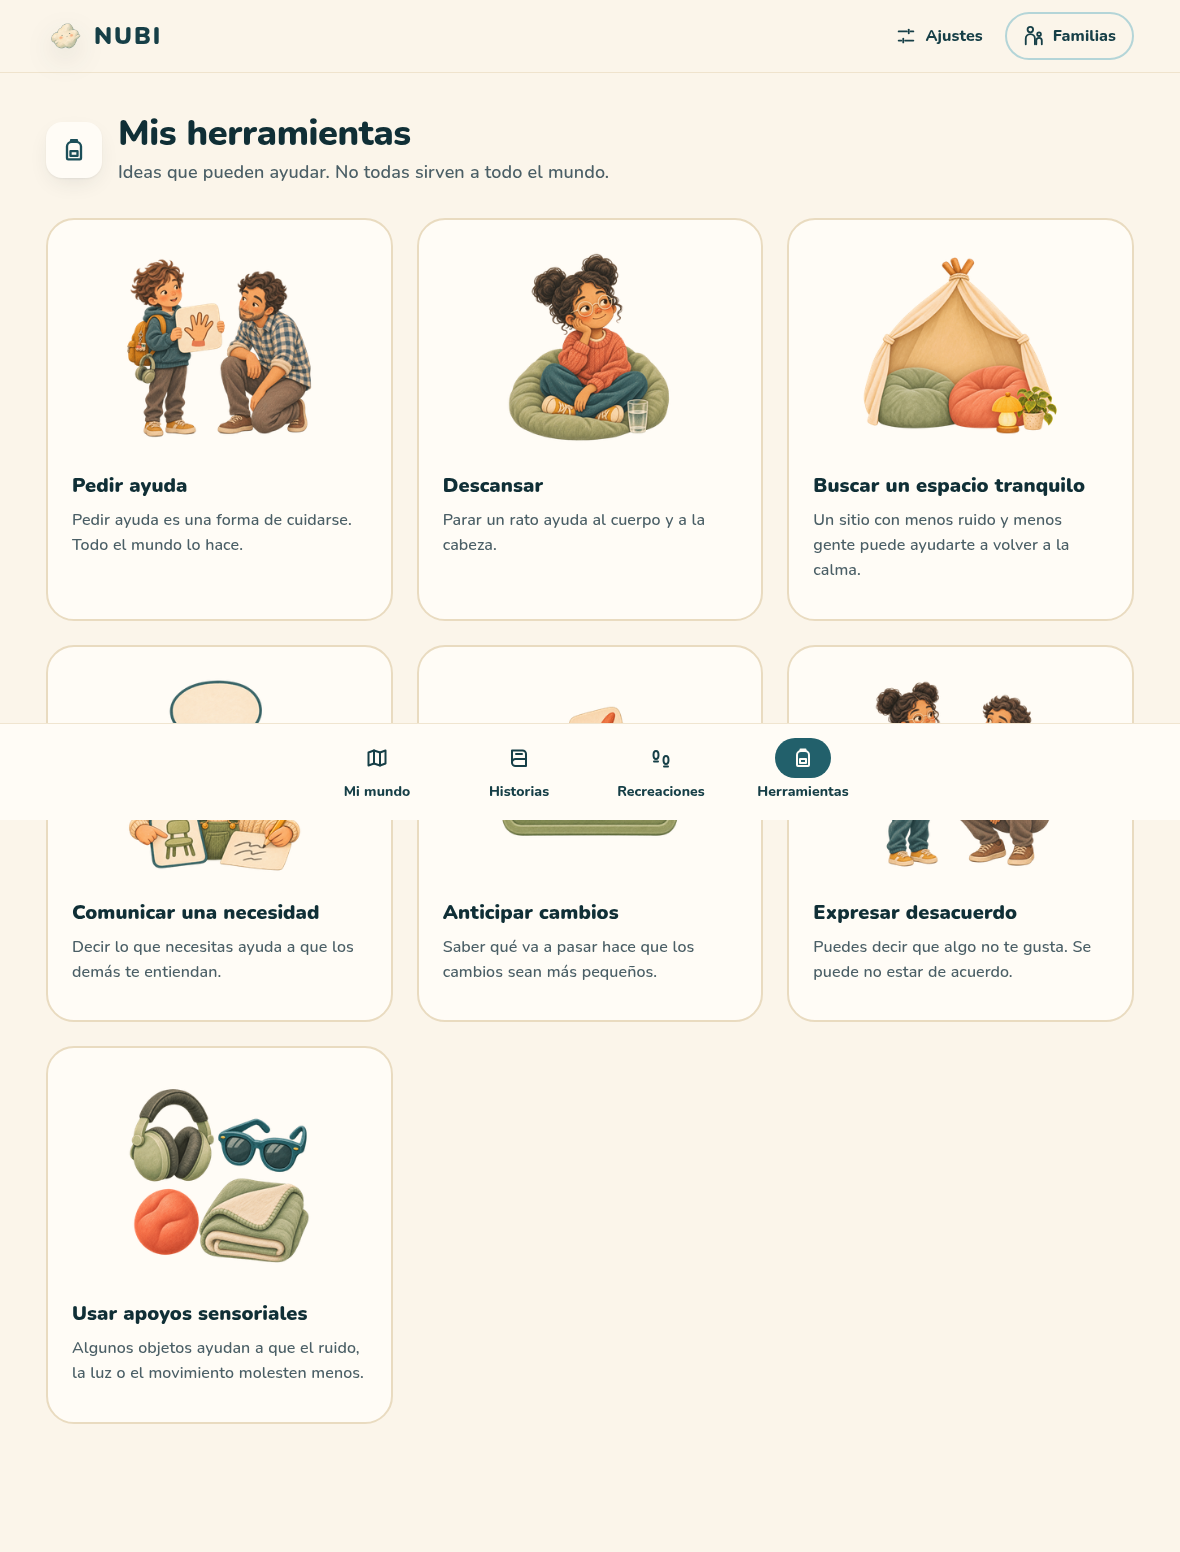 NUBI
Ajustes
Familias
Mis herramientas
Ideas que pueden ayudar. No todas sirven a todo el mundo.
Pedir ayuda
Pedir ayuda es una forma de cuidarse.
Todo el mundo lo hace.
Descansar
Parar un rato ayuda al cuerpo y a la
cabeza.
Buscar un espacio tranquilo
Un sitio con menos ruido y menos
gente puede ayudarte a volver a la
calma.
Mi mundo
Historias
Recreaciones
Herramientas
Comunicar una necesidad
Decir lo que necesitas ayuda a que los
demás te entiendan.
Anticipar cambios
Saber qué va a pasar hace que los
cambios sean más pequeños.
Expresar desacuerdo
Puedes decir que algo no te gusta. Se
puede no estar de acuerdo.
Usar apoyos sensoriales
Algunos objetos ayudan a que el ruido,
la luz o el movimiento molesten menos.